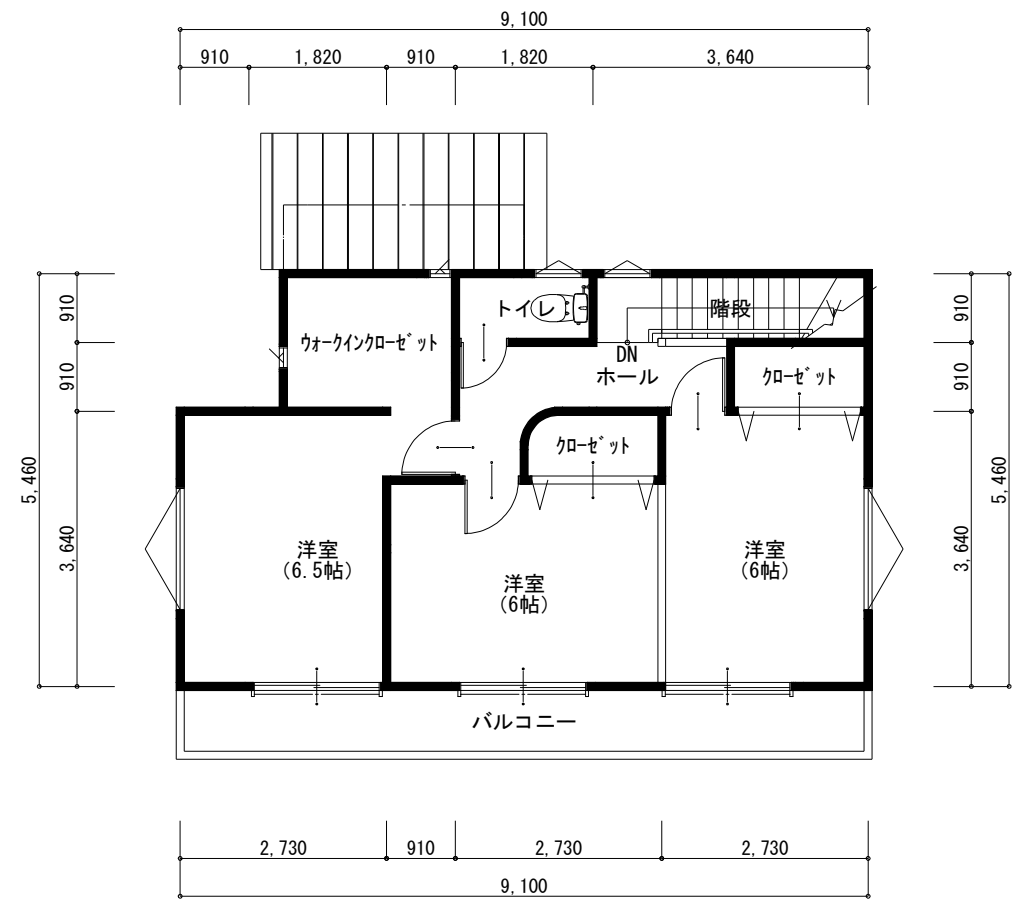 9,100
910
1,820
910
1,820
3,640
910
910
トイレ
階段
ウォークインクローゼット
DN
ホール
クローゼット
910
910
クローゼット
5,460
5,460
3,640
洋室
(6.5帖)
洋室
(6帖)
洋室
(6帖)
3,640
バルコニー
2,730
910
2,730
2,730
9,100